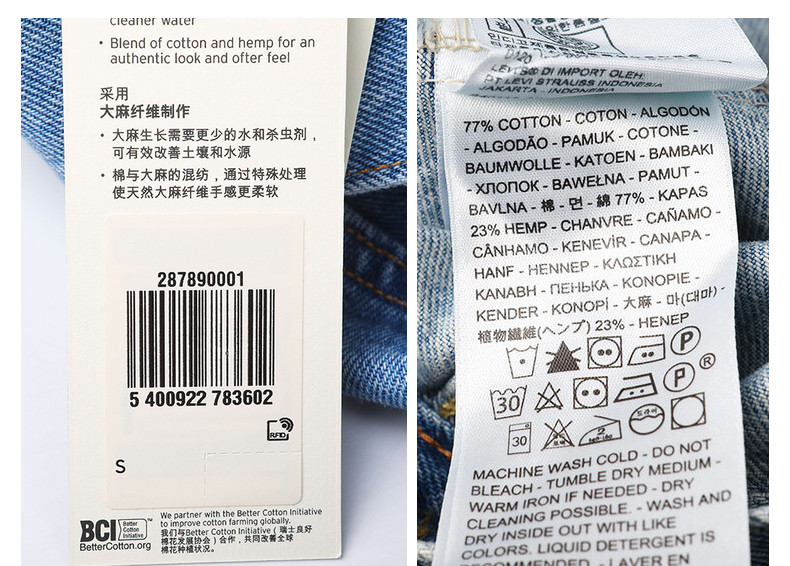 cleaner water
• Blend of cotton and hemp for an
authentic look and ofter feel
采用
大麻纤维制作
• 大麻生长需要更少的水和杀虫剂，
可有效改善土壤和水源
• 棉与大麻的混纺，通过特殊处理
使天然大麻纤维手感更柔软
287890001
5 400922 783602
RFID
S
BCI Better Cotton Initiative™
BetterCotton.org
We partner with the Better Cotton Initiative
to improve cotton farming globally.
我们与Better Cotton Initiative（瑞士良好
棉花发展协会）合作，共同改善全球
棉花种植状况。
LEVI'S® DI IMPORT OLEH:
PT LEVI STRAUSS INDONESIA
JAKARTA - INDONESIA
77% COTTON - COTON - ALGODÓN
- ALGODÃO - PAMUK - COTONE -
BAUMWOLLE - KATOEN - BAMBAKI
- ХЛОПОК - BAWEŁNA - PAMUT -
BAVLNA - 棉 - 면 - 綿 77% - KAPAS
23% HEMP - CHANVRE - CAÑAMO -
CÂNHAMO - KENEVİR - CANAPA -
HANF - HENNEP - ΚΛΩΣΤΙΚΗ
ΚΑΝΑΒΗ - ПЕНЬКА - KONOPIE -
KENDER - KONOPÍ - 大麻 - 마(대마) -
植物繊維(ヘンプ) 23% - HENEP
P
®
30
P
30
MACHINE WASH COLD - DO NOT
BLEACH - TUMBLE DRY MEDIUM -
WARM IRON IF NEEDED - DRY
CLEANING POSSIBLE. - WASH AND
DRY INSIDE OUT WITH LIKE
COLORS. LIQUID DETERGENT IS
RECOMMENDED. - LAVER EN